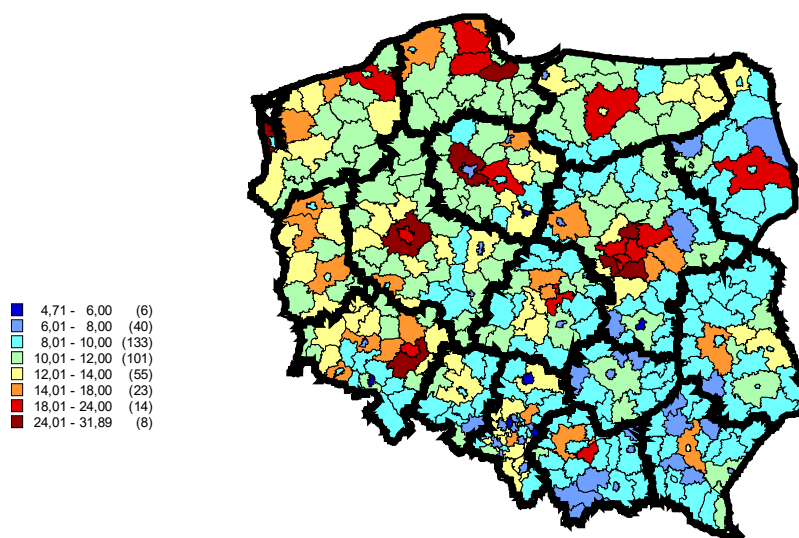 4,71 - 6,00 (6)
6,01 - 8,00 (40)
8,01 - 10,00 (133)
10,01 - 12,00 (101)
12,01 - 14,00 (55)
14,01 - 18,00 (23)
18,01 - 24,00 (14)
24,01 - 31,89 (8)